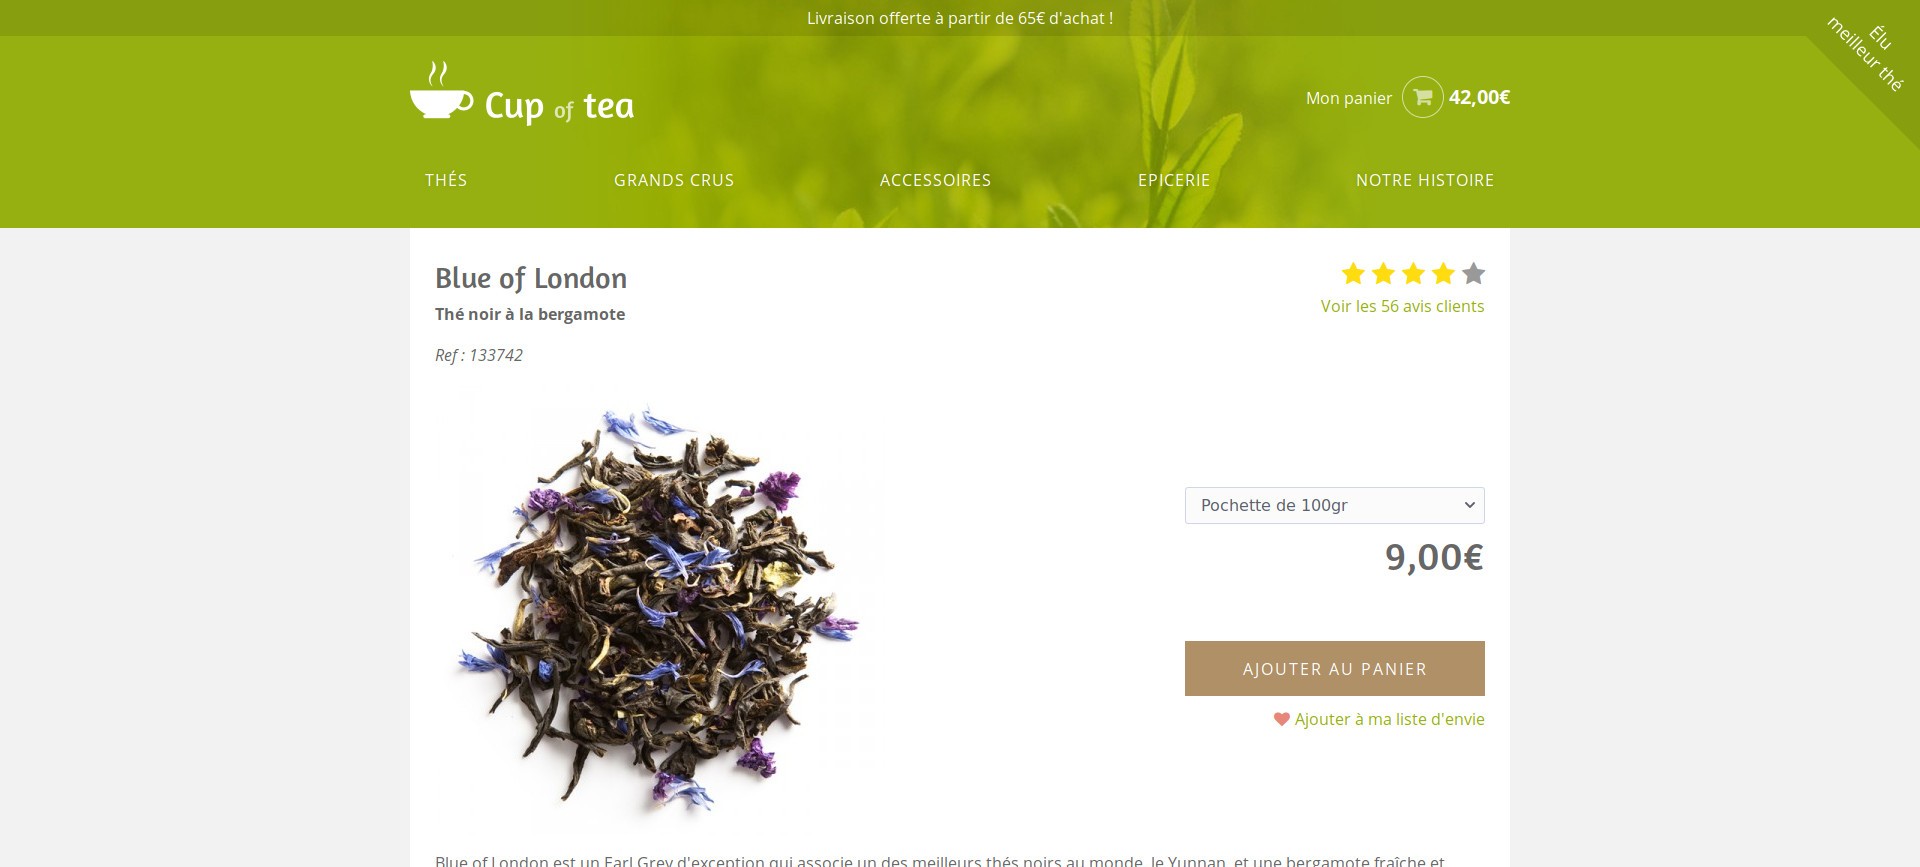 Livraison offerte à partir de 65€ d'achat !
Élu
meilleur thé
Cup of tea
Mon panier 42,00€
THÉS GRANDS CRUS ACCESSOIRES EPICERIE NOTRE HISTOIRE
Blue of London
Thé noir à la bergamote
Voir les 56 avis clients
Ref : 133742
Pochette de 100gr
9,00€
AJOUTER AU PANIER
Ajouter à ma liste d'envie
Blue of London est un Earl Grey d'exception qui associe un des meilleurs thés noirs au monde, le Yunnan, et une bergamote fraîche et